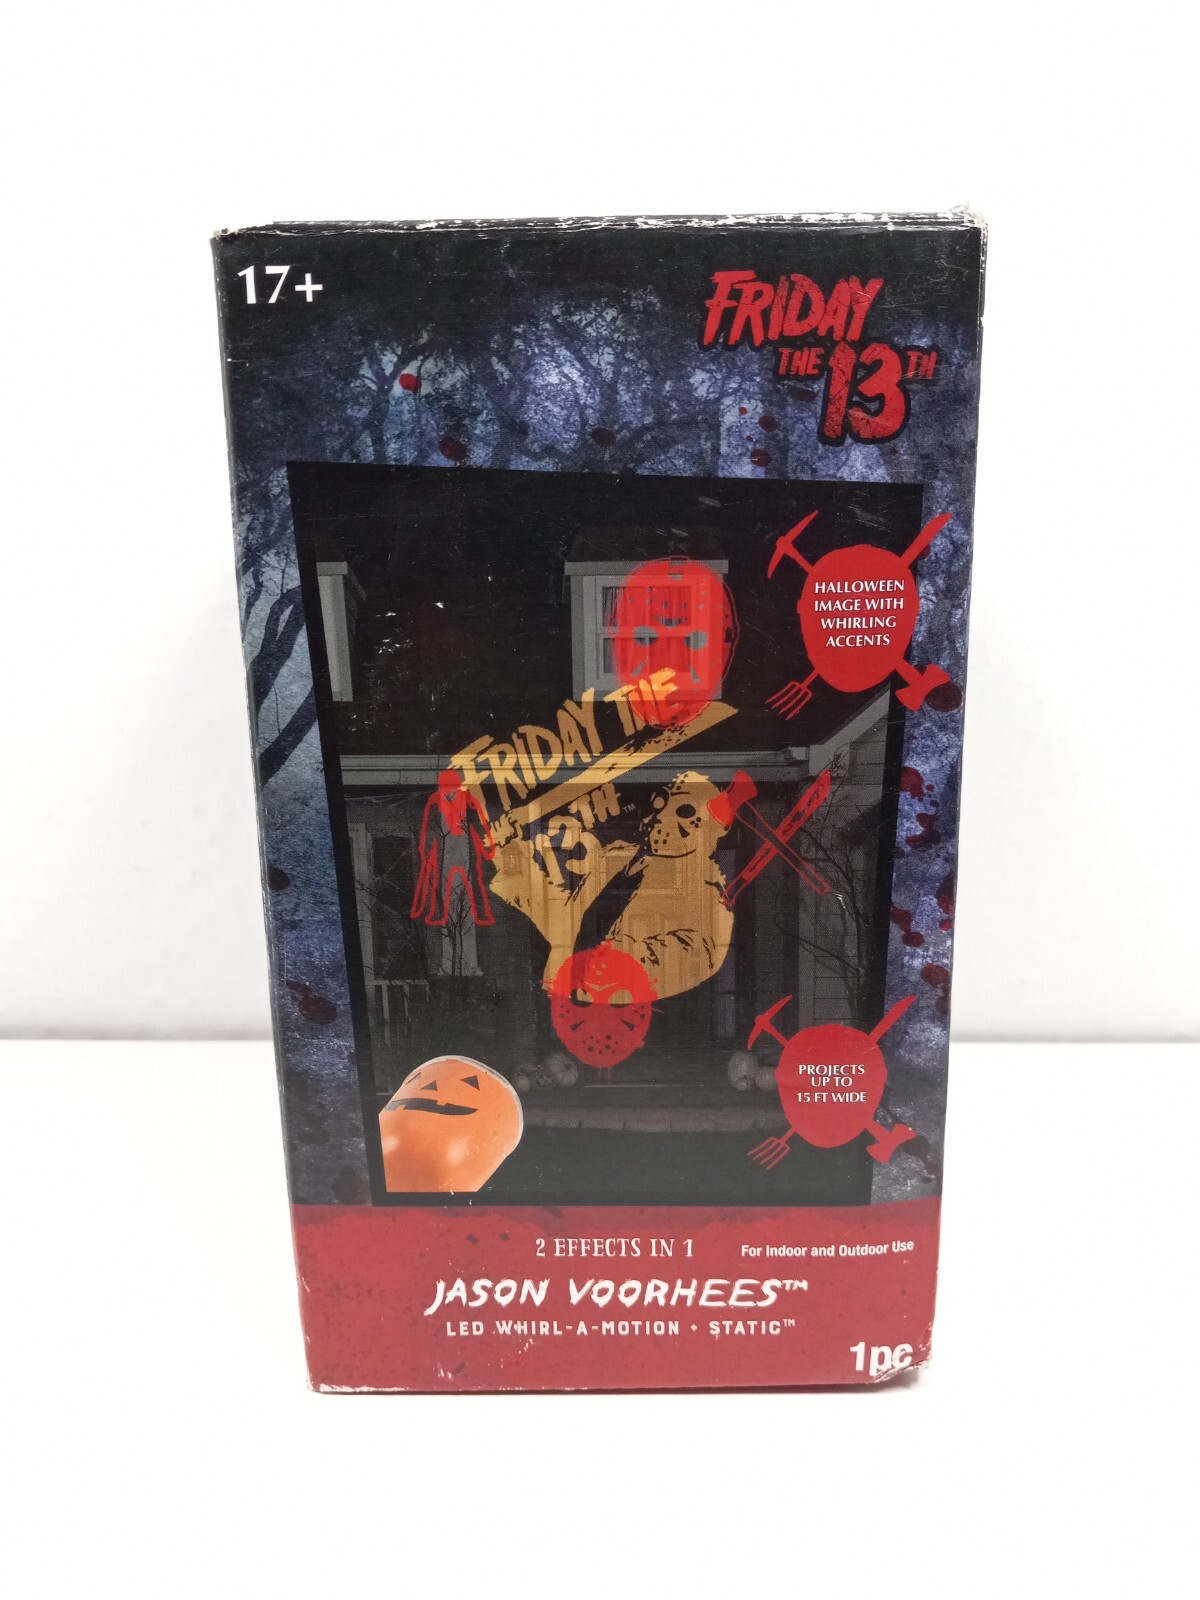 17+
FRIDAY
THE 13TH
HALLOWEEN
IMAGE WITH
WHIRLING
ACCENTS
FRIDAY THE
13TH™
PROJECTS
UP TO
15 FT WIDE
2 EFFECTS IN 1
For Indoor and Outdoor Use
JASON VOORHEES™
LED WHIRL-A-MOTION • STATIC™
1pc